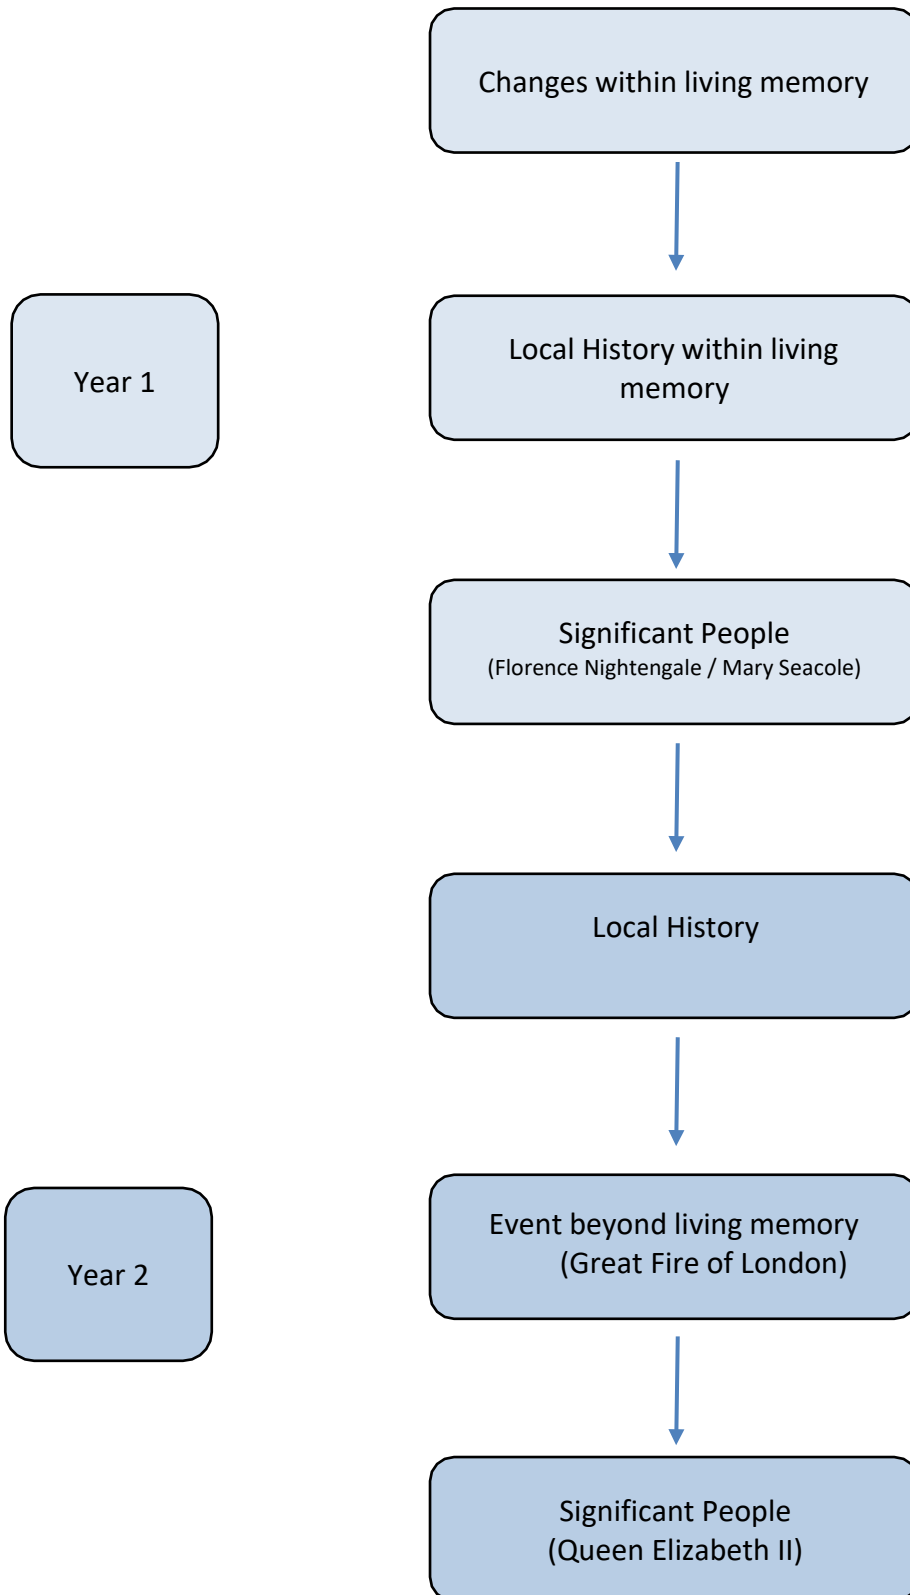 Changes within living memory
Year 1
Local History within living
memory
Significant People
(Florence Nightengale / Mary Seacole)
Local History
Year 2
Event beyond living memory
(Great Fire of London)
Significant People
(Queen Elizabeth II)